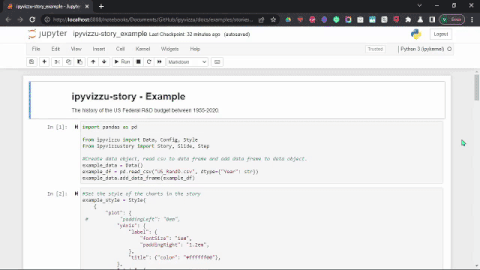 ipyvizzu-story_example
http://localhost:8888/notebooks/Documents/GitHub/ipyvizzu/docs/examples/stories
jupyter ipyvizzu-story_example Last Checkpoint: 32 minutes ago (autosaved)
Logout
File Edit View Insert Cell Kernel Widgets Help
Trusted
Python 3 (ipykernel)
Run
Markdown
ipyvizzu-story - Example
The history of the US Federal R&D budget between 1955-2020.
In [1]:
import pandas as pd
from ipyvizzu import Data, Config, Style
from ipyvizzustory import Story, Slide, Step
#Create data object, read csv to data frame and add data frame to data object.
example_data = Data()
example_df = pd.read_csv("US_RandD.csv", dtype={"Year": str})
example_data.add_data_frame(example_df)
In [2]:
#Set the style of the charts in the story
example_style = Style(
{
"plot": {
# "paddingLeft": "9em",
"yAxis": {
"label": {
"fontSize": "1em",
"paddingRight": "1.2em",
},
"title": {"color": "#ffffff00"},
},